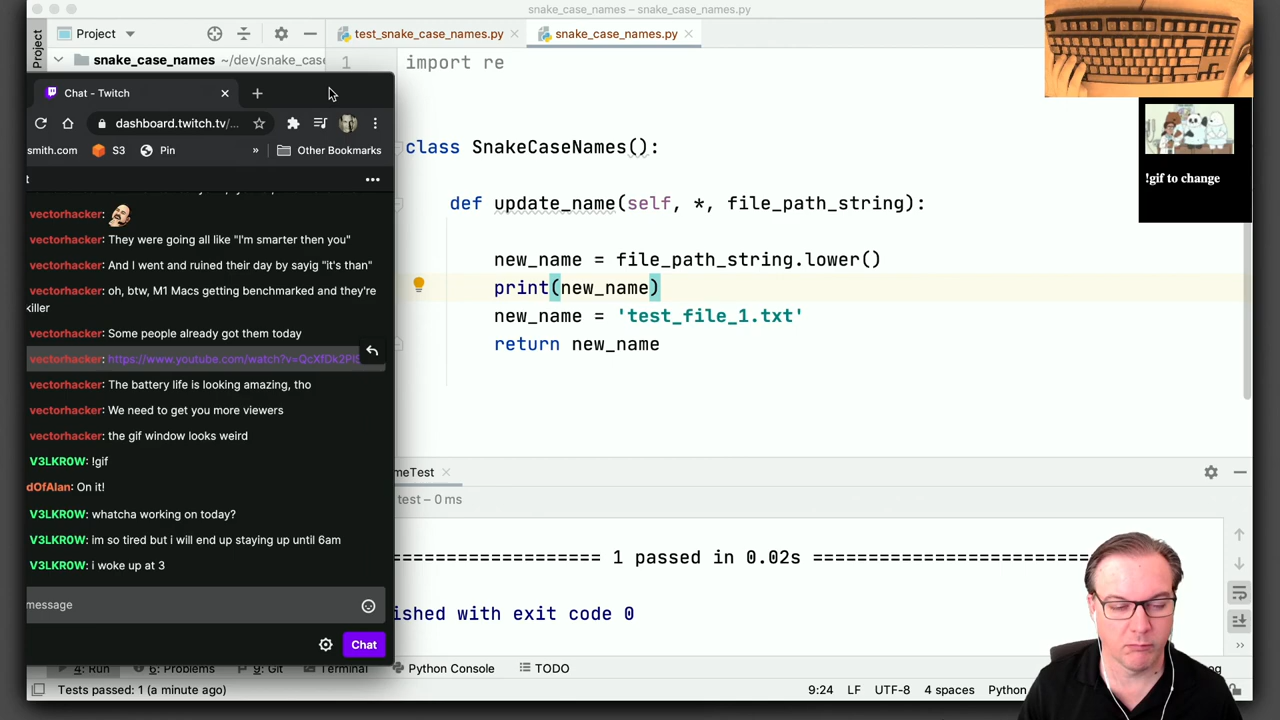 snake_case_names – snake_case_names.py
Project
Project
test_snake_case_names.py
snake_case_names.py
snake_case_names ~/dev/snake_case
1
import re
Chat - Twitch
dashboard.twitch.tv/...
smith.com
S3
Pin
»
Other Bookmarks
t
vectorhacker:
vectorhacker: They were going all like "I'm smarter then you"
vectorhacker: And I went and ruined their day by sayig "it's than"
vectorhacker: oh, btw, M1 Macs getting benchmarked and they're
killer
vectorhacker: Some people already got them today
vectorhacker:
vectorhacker: The battery life is looking amazing, tho
vectorhacker: We need to get you more viewers
vectorhacker: the gif window looks weird
V3LKR0W: !gif
dOfAlan: On it!
V3LKR0W: whatcha working on today?
V3LKR0W: im so tired but i will end up staying up until 6am
V3LKR0W: i woke up at 3
message
Chat
class SnakeCaseNames():
def update_name(self, *, file_path_string):
new_name = file_path_string.lower()
print(new_name)
new_name = 'test_file_1.txt'
return new_name
!gif to change
meTest
test – 0 ms
=================== 1 passed in 0.02s ===================
ished with exit code 0
4: Run
6: Problems
9: Git
Terminal
Python Console
TODO
Tests passed: 1 (a minute ago)
9:24
LF
UTF-8
4 spaces
Python